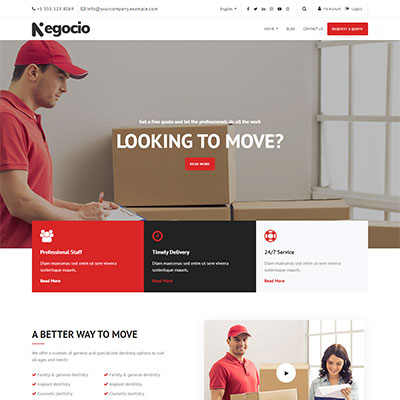 +1 555 123 8069 info@yourcompany.example.com English My Account Logout
Negocio HOME BLOG CONTACT US REQUEST A QUOTE
Get a free quote and let the professionals do all the work
LOOKING TO MOVE?
READ MORE
Professional Staff
Diam maecenas sed enim ut sem viverra
scelerisque mauris.
Read More
Timely Delivery
Diam maecenas sed enim ut sem viverra
scelerisque mauris.
Read More
24/7 Service
Diam maecenas sed enim ut sem viverra
scelerisque mauris.
Read More
A BETTER WAY TO MOVE
We offer a number of general and specialized dentistry options to suit
all ages and needs:
Family & general dentistry Family & general dentistry
Implant dentistry Implant dentistry
Cosmetic dentistry Cosmetic dentistry